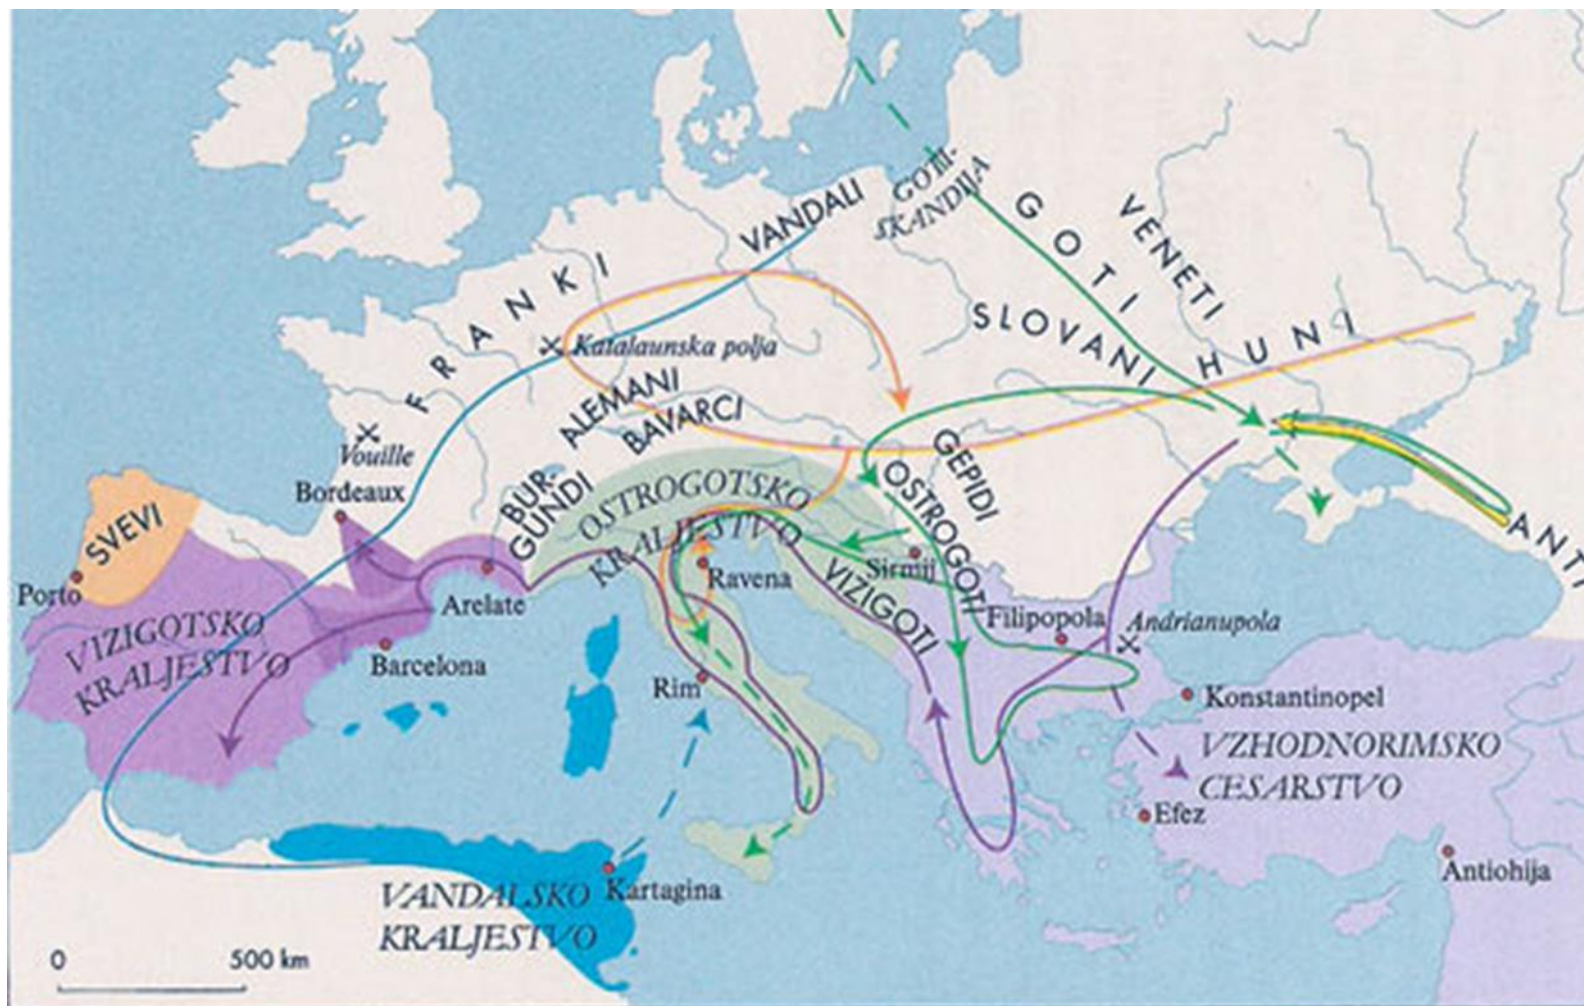 GOTI-
SKANDIJA
VANDALI
GOTI
VENETI
FRANKI
SLOVANI
HUNI
Katalaunska polja
ALEMANI
BAVARCI
Vouille
Bordeaux
BUR-
GUNDI
OSTROGOTSKO
KRALJESTVO
GEPIDI
OSTROGOTI
SVEVI
ANTI
Porto
Arelate
Ravena
Sirmij
VIZIGOTI
Filipopola
Andrianupola
VIZIGOTSKO
KRALJESTVO
Barcelona
Rim
Konstantinopel
VZHODNORIMSKO
CESARSTVO
Efez
Antiohija
VANDALSKO
KRALJESTVO
Kartagina
0 500 km